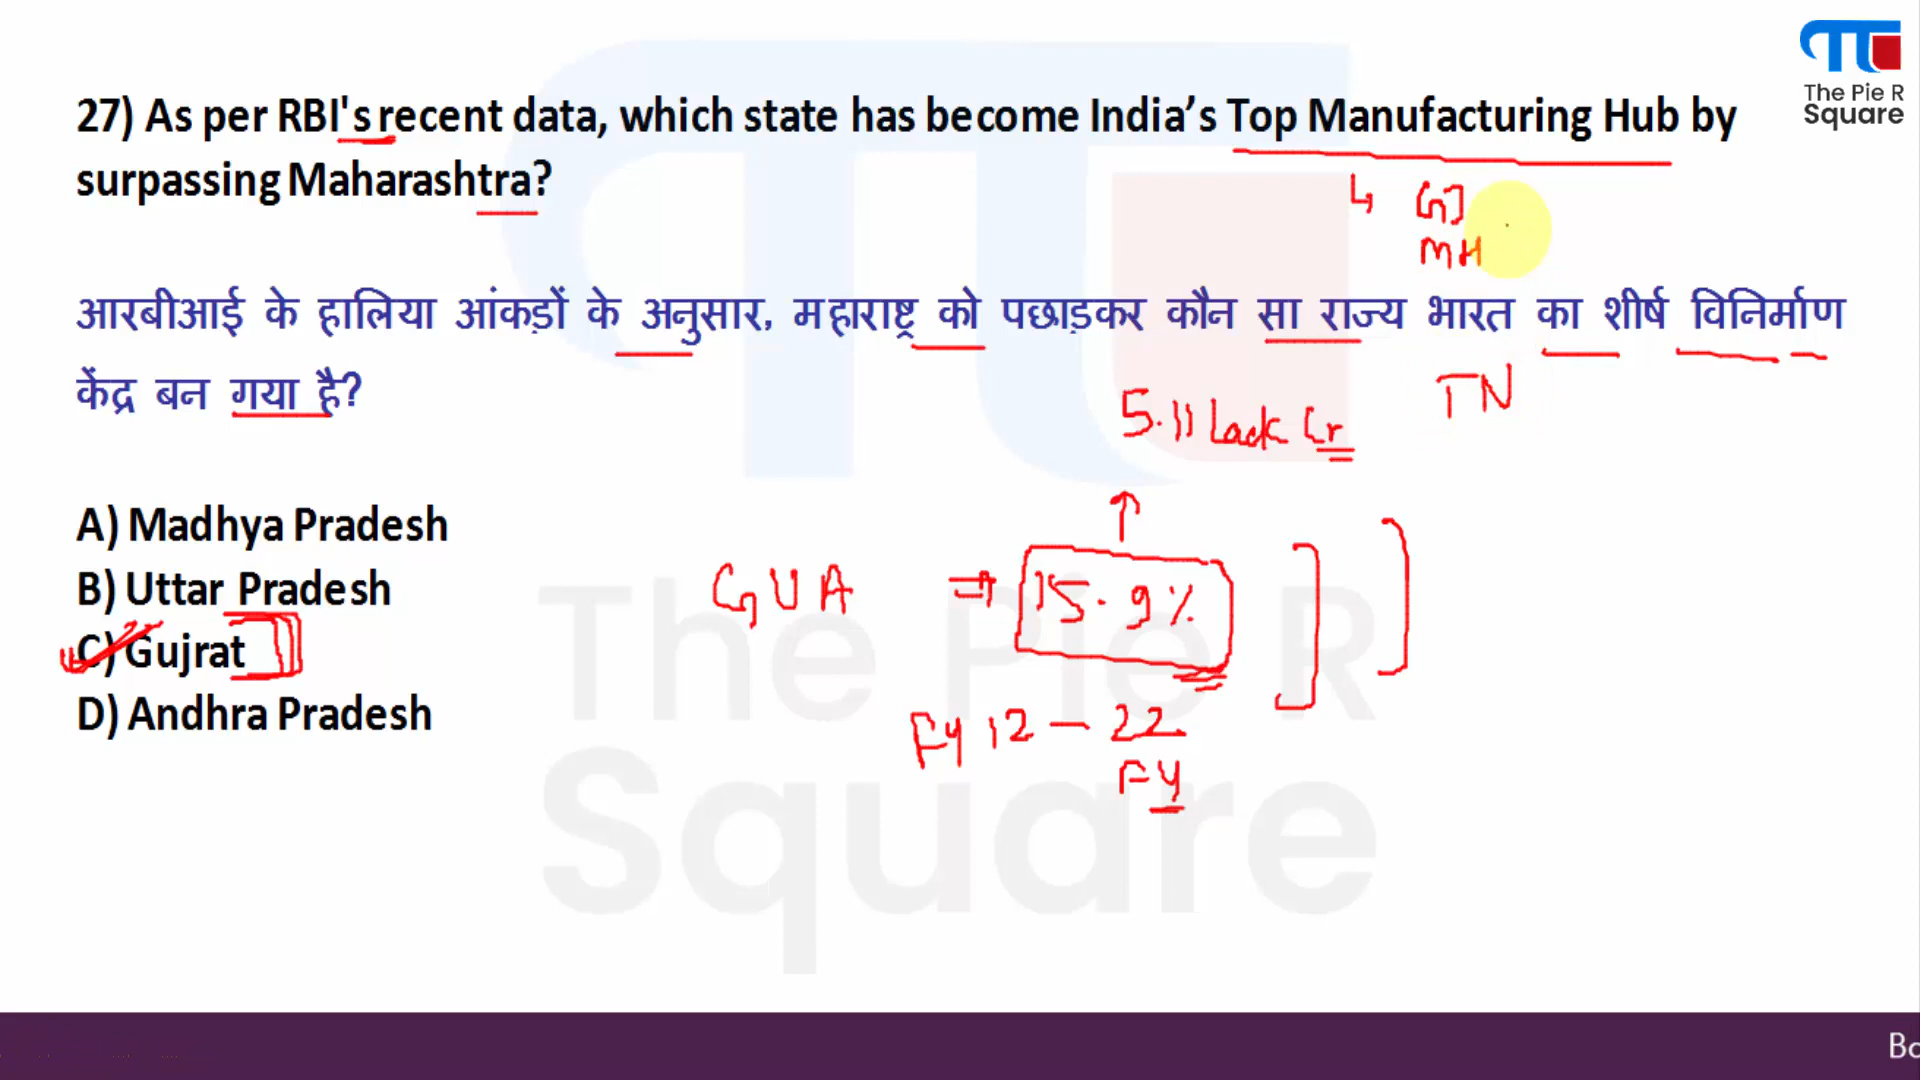 The Pie R
Square
27) As per RBI's recent data, which state has become India’s Top Manufacturing Hub by
surpassing Maharashtra?
GJ
MH
आरबीआई के हालिया आंकड़ों के अनुसार, महाराष्ट्र को पछाड़कर कौन सा राज्य भारत का शीर्ष विनिर्माण
केंद्र बन गया है?
TN
5.11 Lack Cr
A) Madhya Pradesh
B) Uttar Pradesh
C) Gujrat
D) Andhra Pradesh
GVA ⇒ 15.9%
FY 12 - 22
FY
The Pie R
Square
Bo